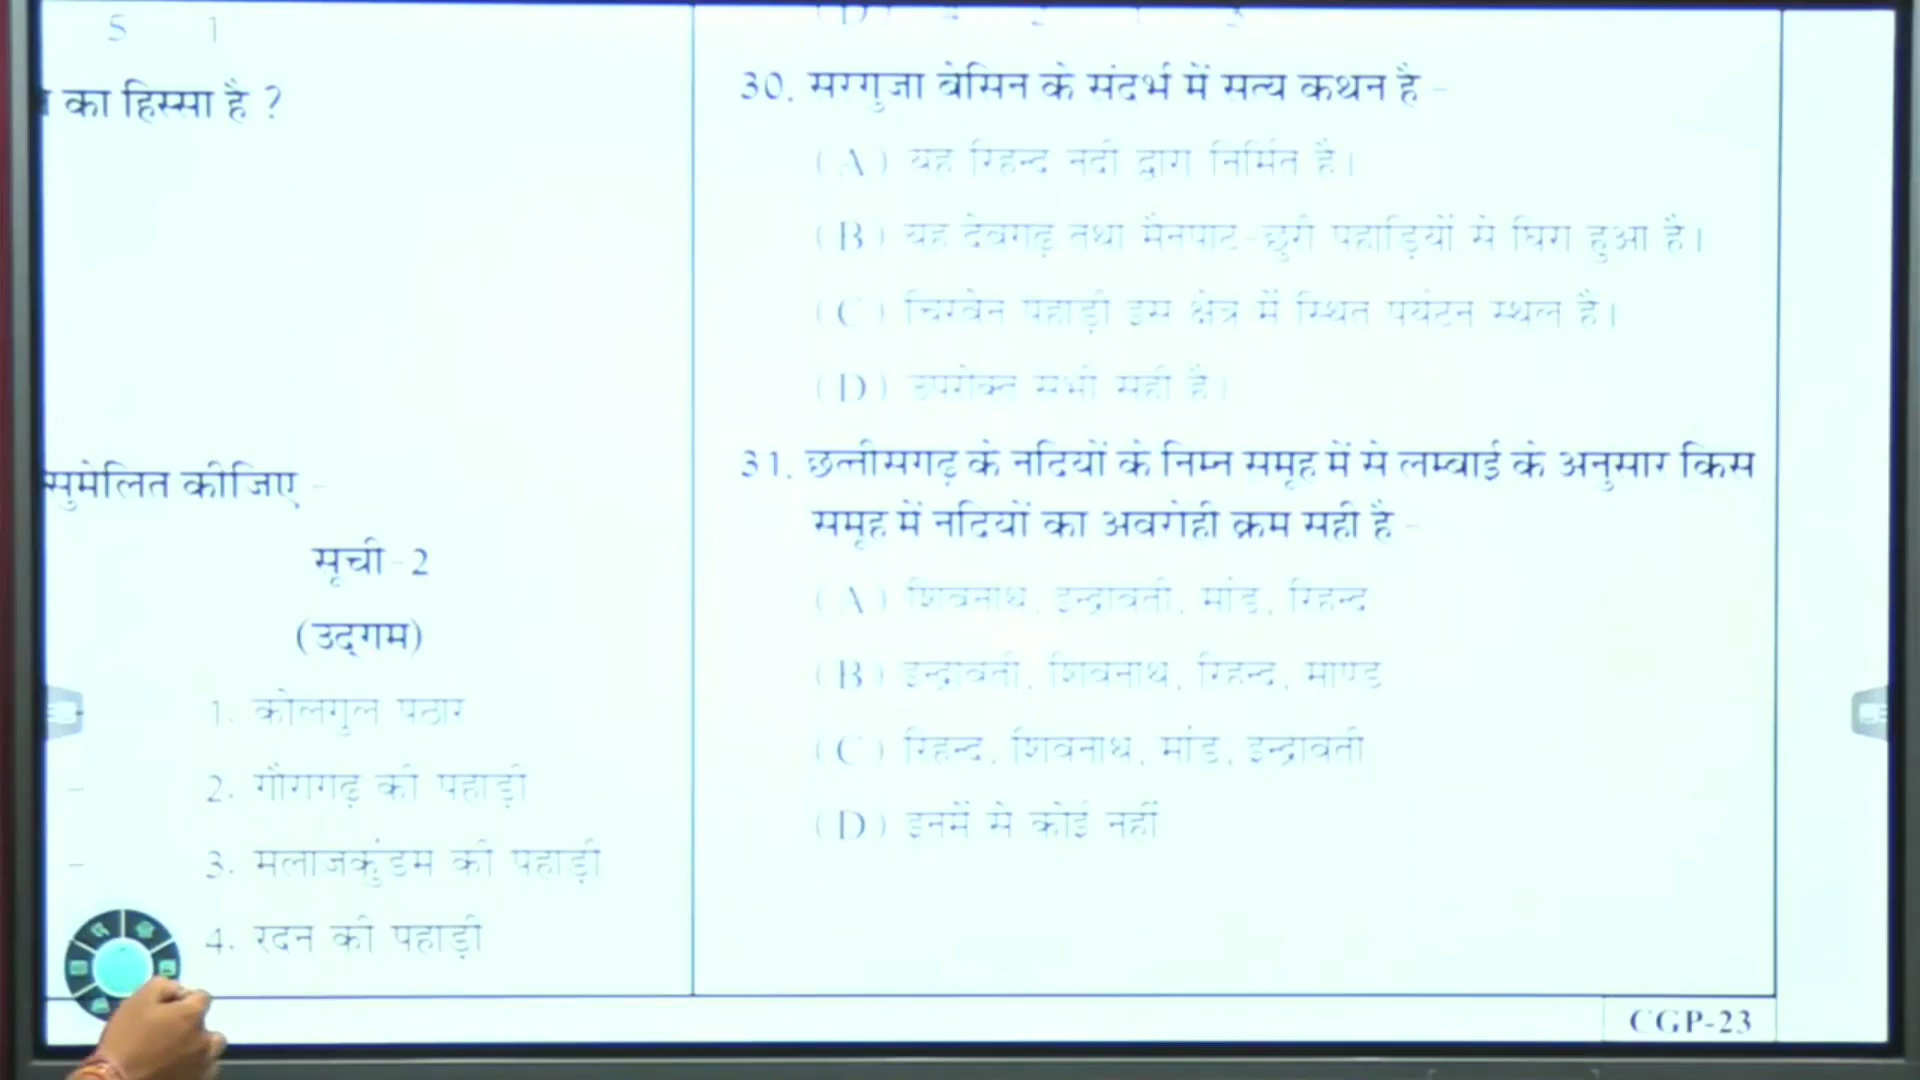 5 1
का हिस्सा है ?
सुमेलित कीजिए -
सूची-2
(उद्गम)
1. कोलगुल पठार
2. गौरागढ़ की पहाड़ी
3. मलाजकुंडम की पहाड़ी
4. रदन की पहाड़ी
30. सरगुजा बेसिन के संदर्भ में सत्य कथन है -
(A) यह रिहन्द नदी द्वारा निर्मित है।
(B) यह देवगढ़ तथा मैनपाट-छुरी पहाड़ियों से घिरा हुआ है।
(C) चिरवेन पहाड़ी इस क्षेत्र में स्थित पर्यटन स्थल है।
(D) उपरोक्त सभी सही है।
31. छत्तीसगढ़ के नदियों के निम्न समूह में से लम्बाई के अनुसार किस
समूह में नदियों का अवरोही क्रम सही है -
(A) शिवनाथ, इन्द्रावती, मांड, रिहन्द
(B) इन्द्रावती, शिवनाथ, रिहन्द, माण्ड
(C) रिहन्द, शिवनाथ, मांड, इन्द्रावती
(D) इनमें से कोई नहीं
CGP-23